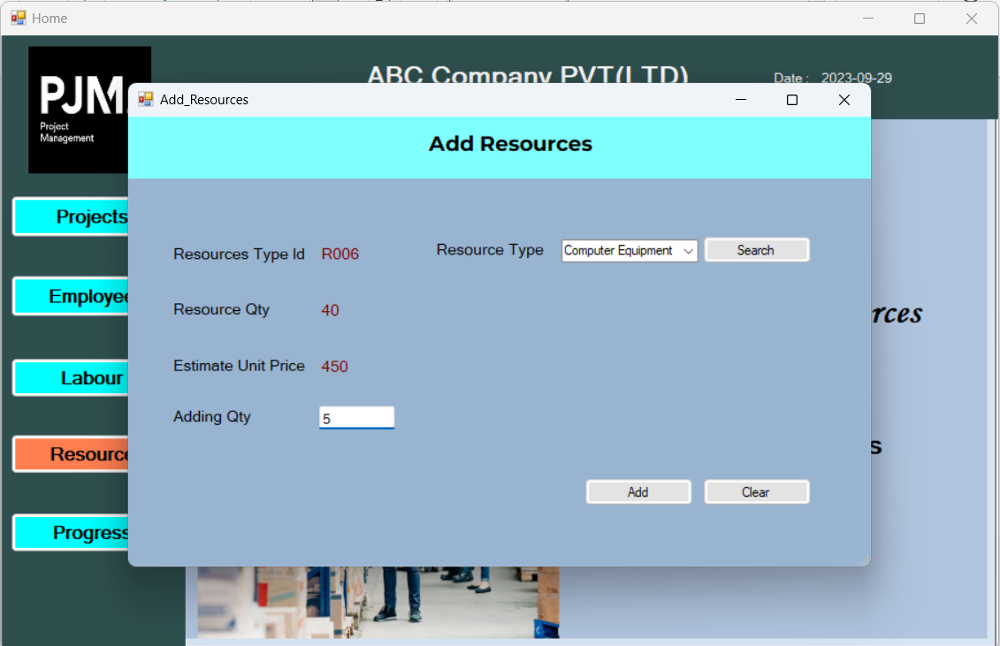 Home
PJM
Project
Management
ABC Company PVT(LTD)
Date : 2023-09-29
Add_Resources
Add Resources
Projects
Resources Type Id R006
Resource Type Computer Equipment Search
Employee
Resource Qty 40
Estimate Unit Price 450
Labour
Adding Qty 5
Resource
Add Clear
Progress